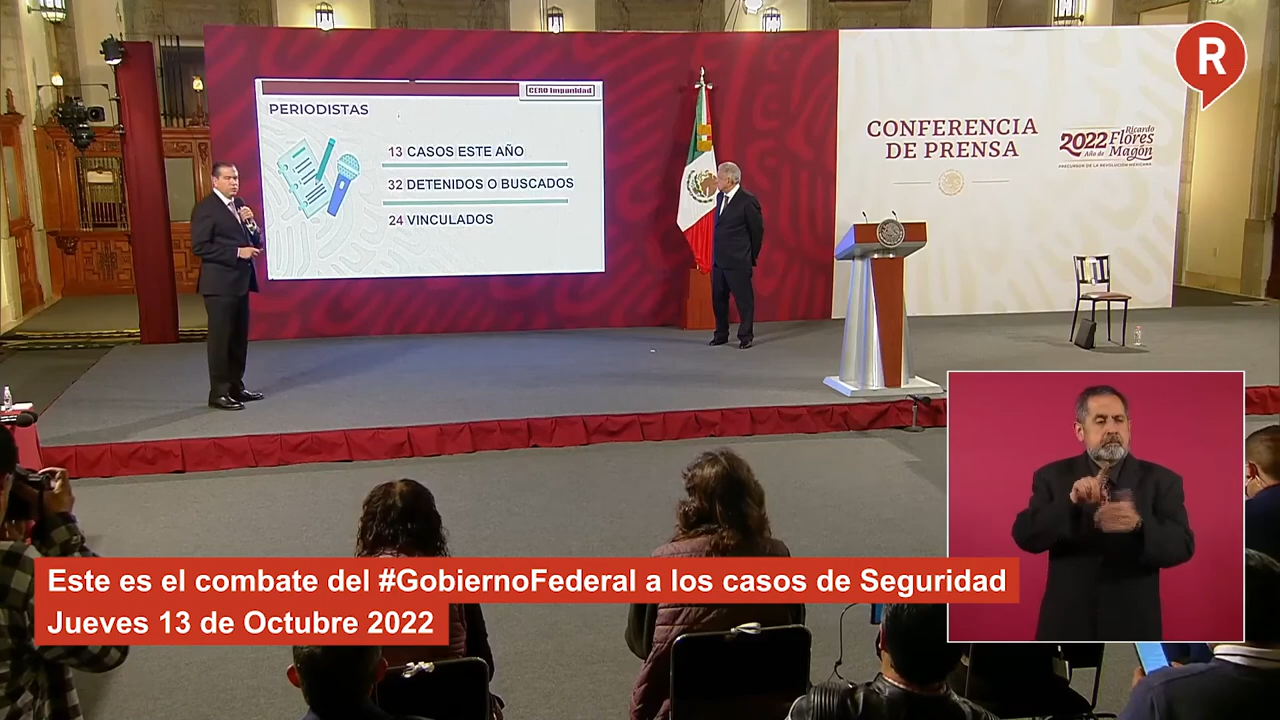 CERO Impunidad
PERIODISTAS
13 CASOS ESTE AÑO
32 DETENIDOS O BUSCADOS
24 VINCULADOS
CONFERENCIA
DE PRENSA
2022 Ricardo
Año de Flores
Magón
PRECURSOR DE LA REVOLUCIÓN MEXICANA
R
Este es el combate del #GobiernoFederal a los casos de Seguridad
Jueves 13 de Octubre 2022